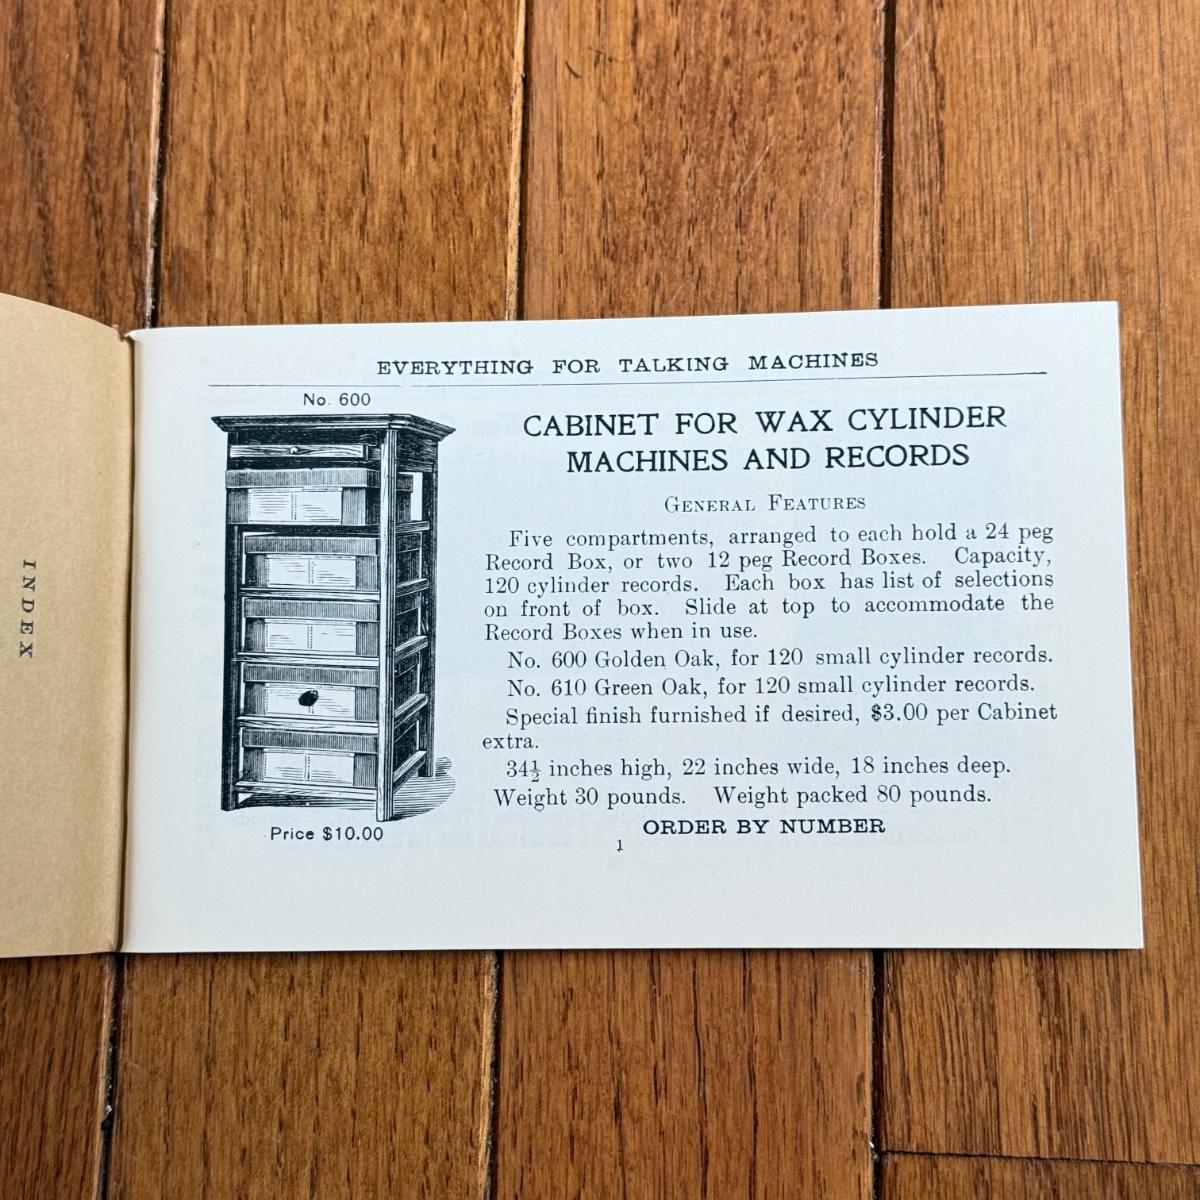 INDEX
EVERYTHING FOR TALKING MACHINES
No. 600
Price $10.00
CABINET FOR WAX CYLINDER
MACHINES AND RECORDS
GENERAL FEATURES
Five compartments, arranged to each hold a 24 peg
Record Box, or two 12 peg Record Boxes. Capacity,
120 cylinder records. Each box has list of selections
on front of box. Slide at top to accommodate the
Record Boxes when in use.
No. 600 Golden Oak, for 120 small cylinder records.
No. 610 Green Oak, for 120 small cylinder records.
Special finish furnished if desired, $3.00 per Cabinet
extra.
34½ inches high, 22 inches wide, 18 inches deep.
Weight 30 pounds. Weight packed 80 pounds.
ORDER BY NUMBER
1